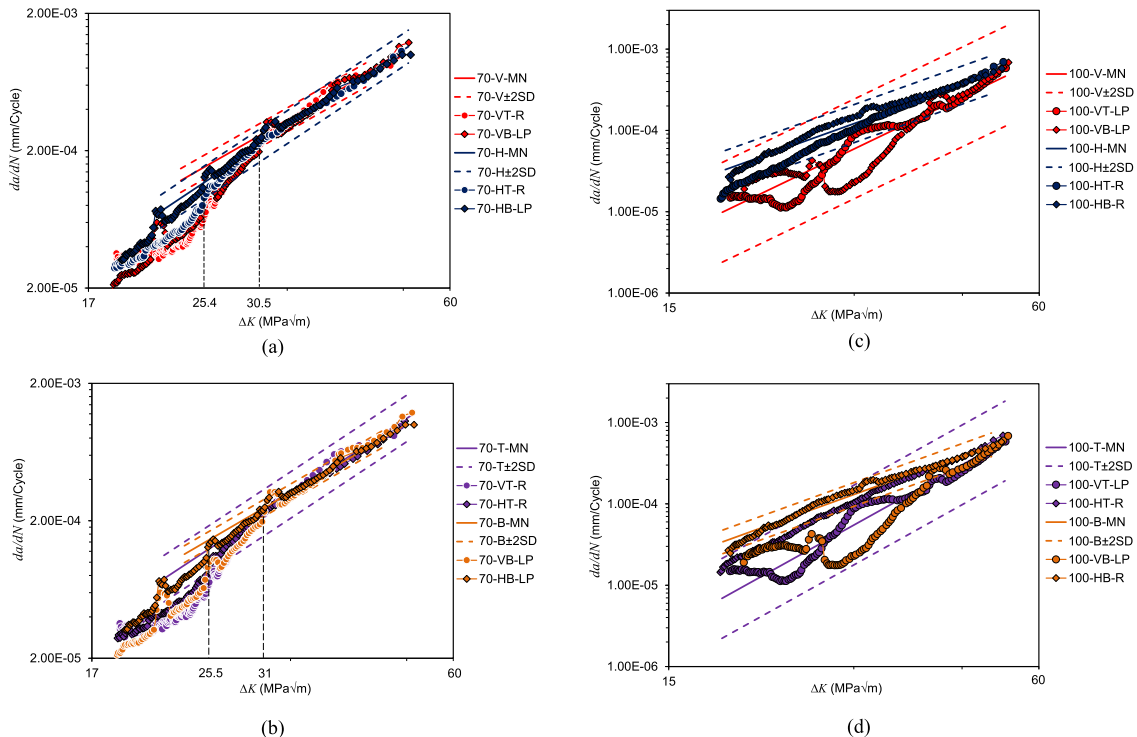 2.00E-03
2.00E-04
2.00E-05
da/dN (mm/Cycle)
17
25.4
30.5
60
ΔK (MPa√m)
70-V-MN
70-V±2SD
70-VT-R
70-VB-LP
70-H-MN
70-H±2SD
70-HT-R
70-HB-LP
(a)
1.00E-03
1.00E-04
1.00E-05
1.00E-06
da/dN (mm/Cycle)
15
60
ΔK (MPa√m)
100-V-MN
100-V±2SD
100-VT-LP
100-VB-LP
100-H-MN
100-H±2SD
100-HT-R
100-HB-R
(c)
2.00E-03
2.00E-04
2.00E-05
da/dN (mm/Cycle)
17
25.5
31
60
ΔK (MPa√m)
70-T-MN
70-T±2SD
70-VT-R
70-HT-R
70-B-MN
70-B±2SD
70-VB-LP
70-HB-LP
(b)
1.00E-03
1.00E-04
1.00E-05
1.00E-06
da/dN (mm/Cycle)
15
60
ΔK (MPa√m)
100-T-MN
100-T±2SD
100-VT-LP
100-HT-R
100-B-MN
100-B±2SD
100-VB-LP
100-HB-R
(d)